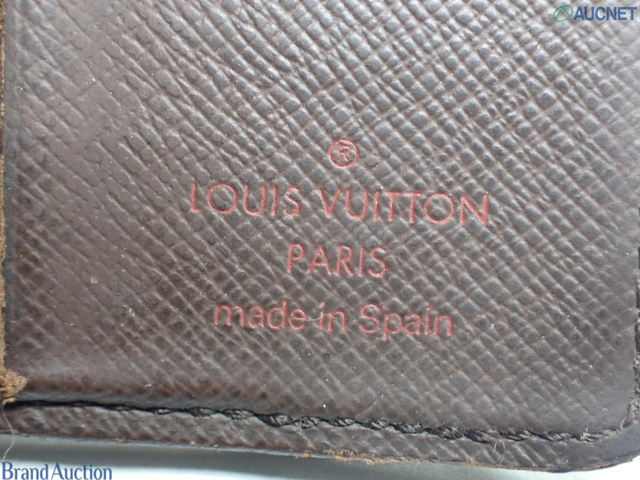 AUCNET
®
LOUIS VUITTON
PARIS
made in Spain
Brand Auction